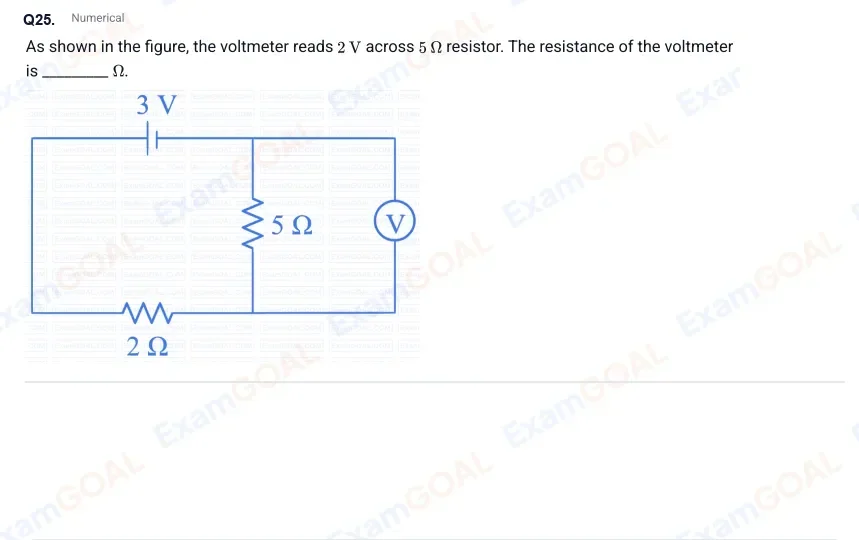 Q25. Numerical
As shown in the figure, the voltmeter reads 2 V across 5 Ω resistor. The resistance of the voltmeter
is ________ Ω.
3 V
5 Ω
V
2 Ω
ExamGOAL